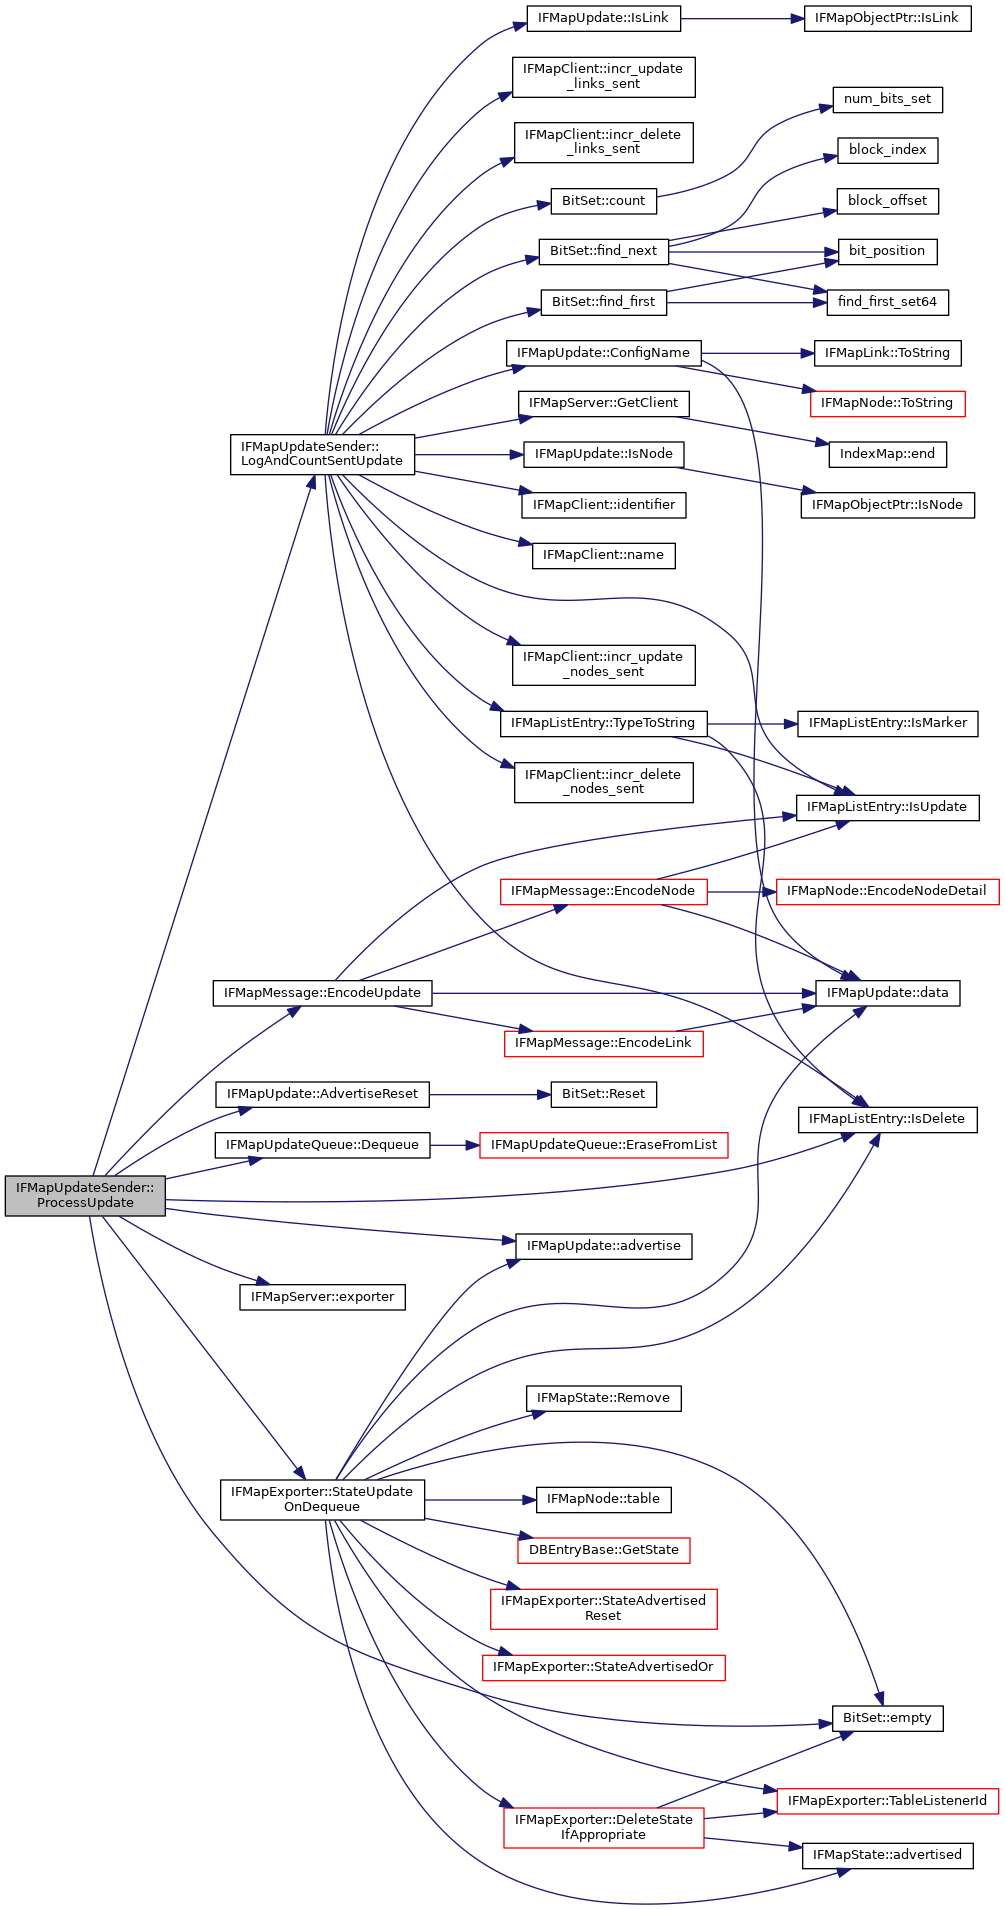 IFMapUpdate::IsLink
IFMapObjectPtr::IsLink
IFMapClient::incr_update
_links_sent
num_bits_set
IFMapClient::incr_delete
_links_sent
block_index
BitSet::count
block_offset
BitSet::find_next
bit_position
BitSet::find_first
find_first_set64
IFMapUpdate::ConfigName
IFMapLink::ToString
IFMapServer::GetClient
IFMapNode::ToString
IFMapUpdateSender::
LogAndCountSentUpdate
IFMapUpdate::IsNode
IndexMap::end
IFMapClient::identifier
IFMapObjectPtr::IsNode
IFMapClient::name
IFMapClient::incr_update
_nodes_sent
IFMapListEntry::TypeToString
IFMapListEntry::IsMarker
IFMapClient::incr_delete
_nodes_sent
IFMapListEntry::IsUpdate
IFMapMessage::EncodeNode
IFMapNode::EncodeNodeDetail
IFMapMessage::EncodeUpdate
IFMapUpdate::data
IFMapMessage::EncodeLink
IFMapUpdate::AdvertiseReset
BitSet::Reset
IFMapListEntry::IsDelete
IFMapUpdateQueue::Dequeue
IFMapUpdateQueue::EraseFromList
IFMapUpdateSender::
ProcessUpdate
IFMapUpdate::advertise
IFMapServer::exporter
IFMapState::Remove
IFMapExporter::StateUpdate
OnDequeue
IFMapNode::table
DBEntryBase::GetState
IFMapExporter::StateAdvertised
Reset
IFMapExporter::StateAdvertisedOr
BitSet::empty
IFMapExporter::TableListenerId
IFMapExporter::DeleteState
IfAppropriate
IFMapState::advertised